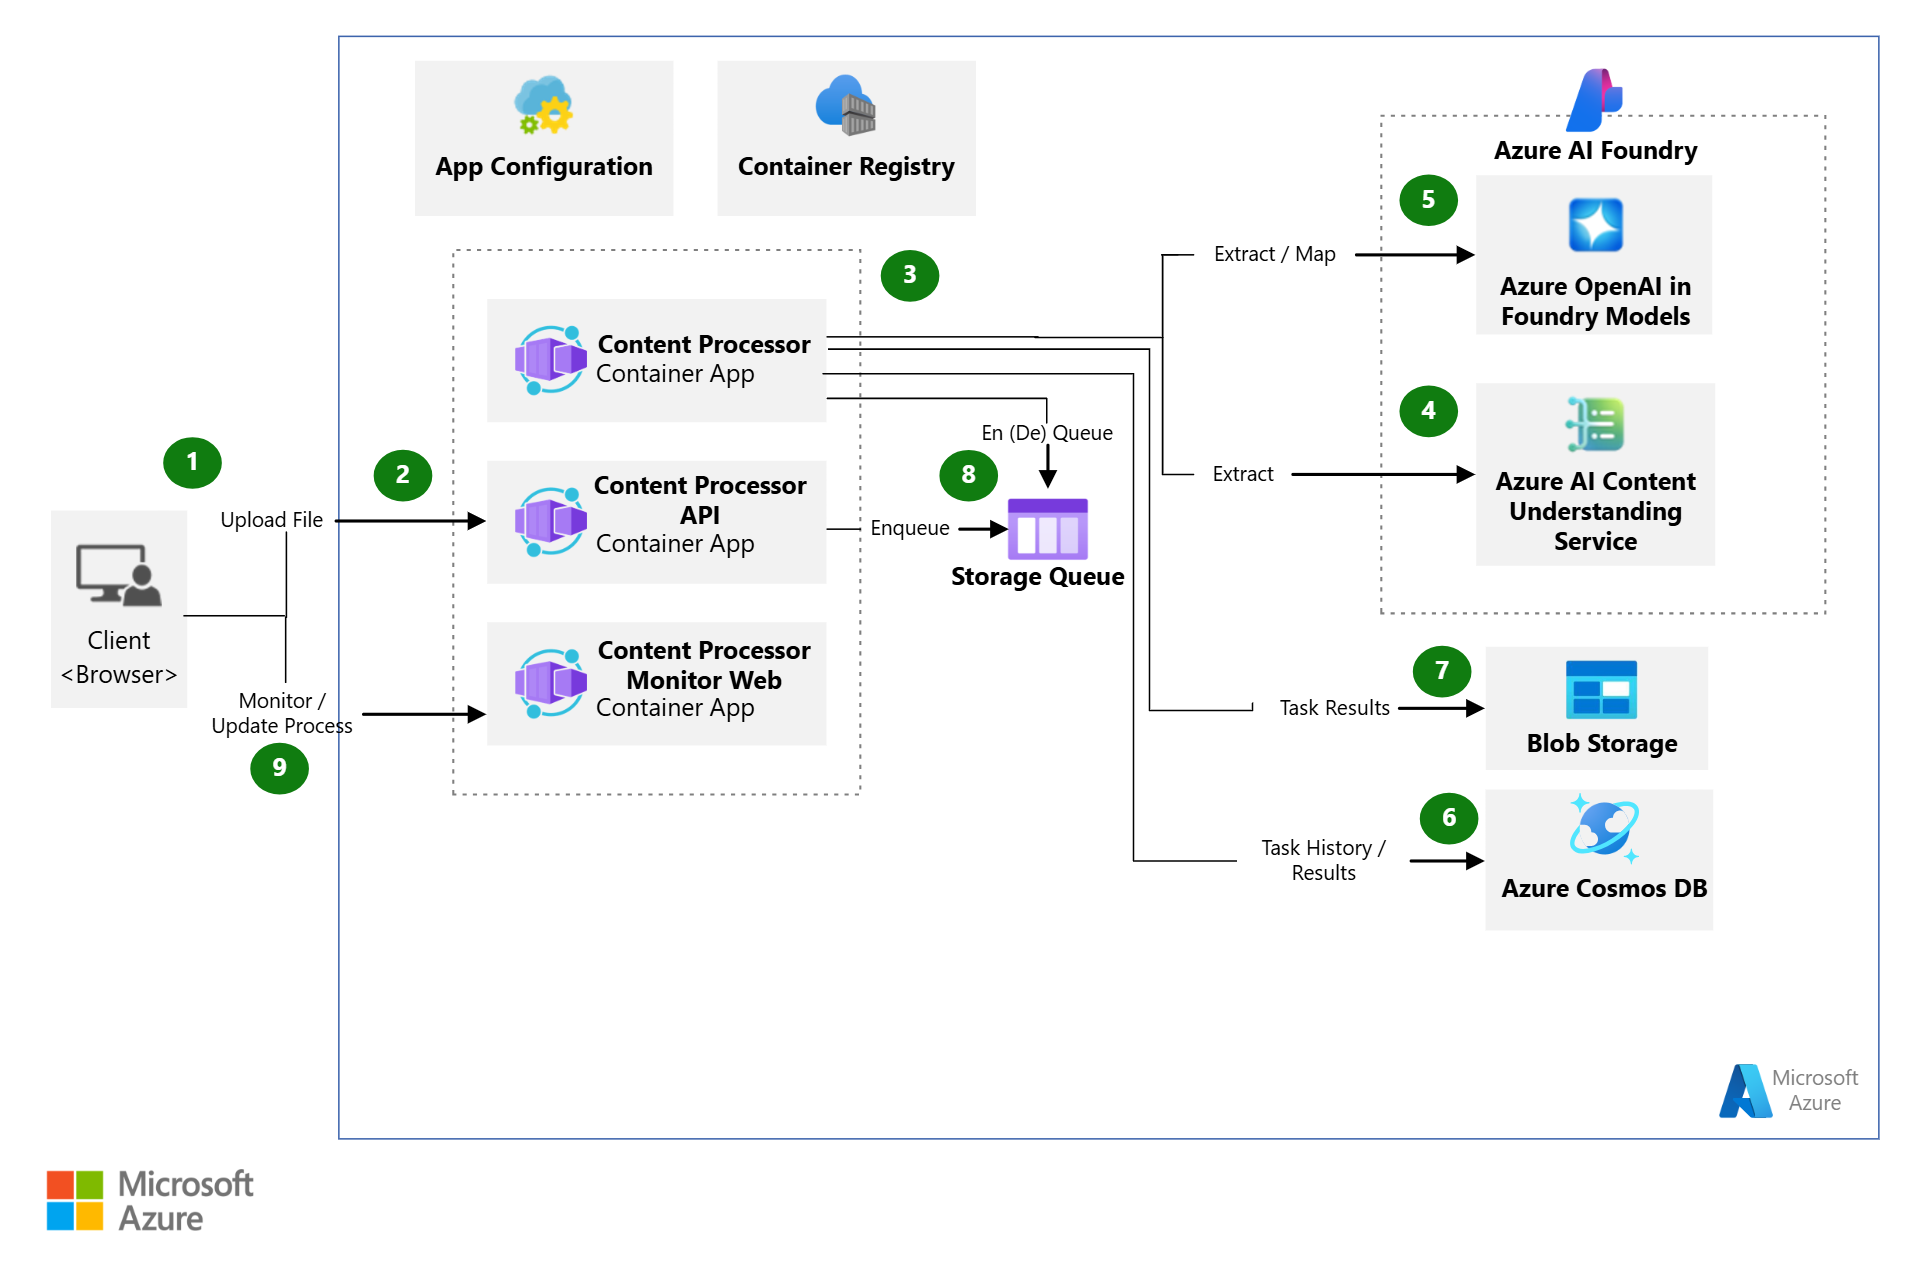 App Configuration
Container Registry
Azure AI Foundry
5
Azure OpenAI in
Foundry Models
Extract / Map
3
Content Processor
Container App
4
Azure AI Content
Understanding
Service
Extract
En (De) Queue
8
Enqueue
Storage Queue
1
2
Upload File
Content Processor
API
Container App
Client
<Browser>
Monitor /
Update Process
9
Content Processor
Monitor Web
Container App
7
Task Results
Blob Storage
6
Task History /
Results
Azure Cosmos DB
Microsoft
Azure
Microsoft
Azure